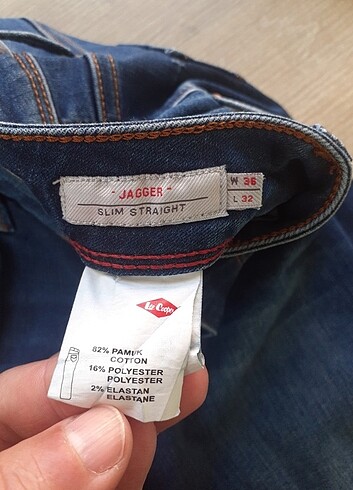 - JAGGER -
SLIM STRAIGHT
W 36
L 32
Lee Cooper
82% PAMUK
COTTON
16% POLYESTER
POLYESTER
2% ELASTAN
ELASTANE